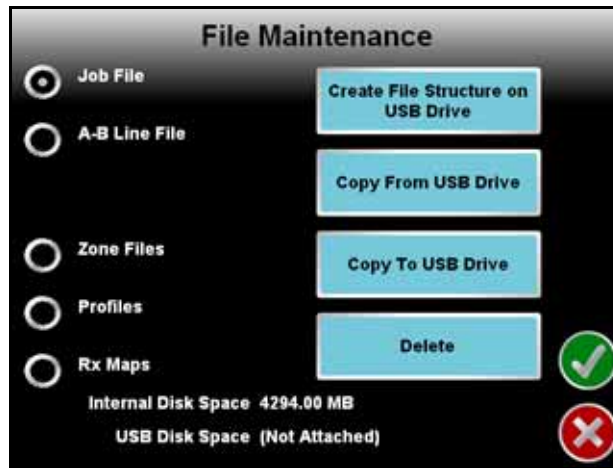 File Maintenance
Job File
A-B Line File
Zone Files
Profiles
Rx Maps
Create File Structure on
USB Drive
Copy From USB Drive
Copy To USB Drive
Delete
Internal Disk Space 4294.00 MB
USB Disk Space (Not Attached)